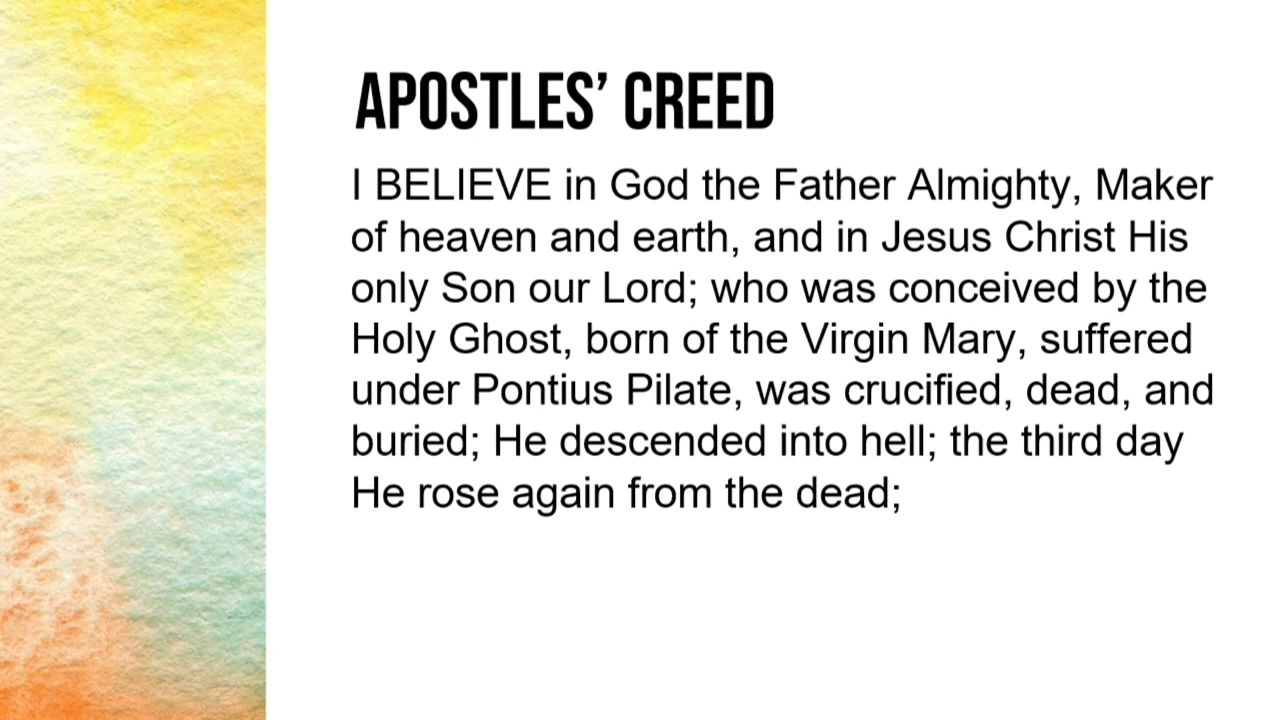 APOSTLES’ CREED
I BELIEVE in God the Father Almighty, Maker
of heaven and earth, and in Jesus Christ His
only Son our Lord; who was conceived by the
Holy Ghost, born of the Virgin Mary, suffered
under Pontius Pilate, was crucified, dead, and
buried; He descended into hell; the third day
He rose again from the dead;